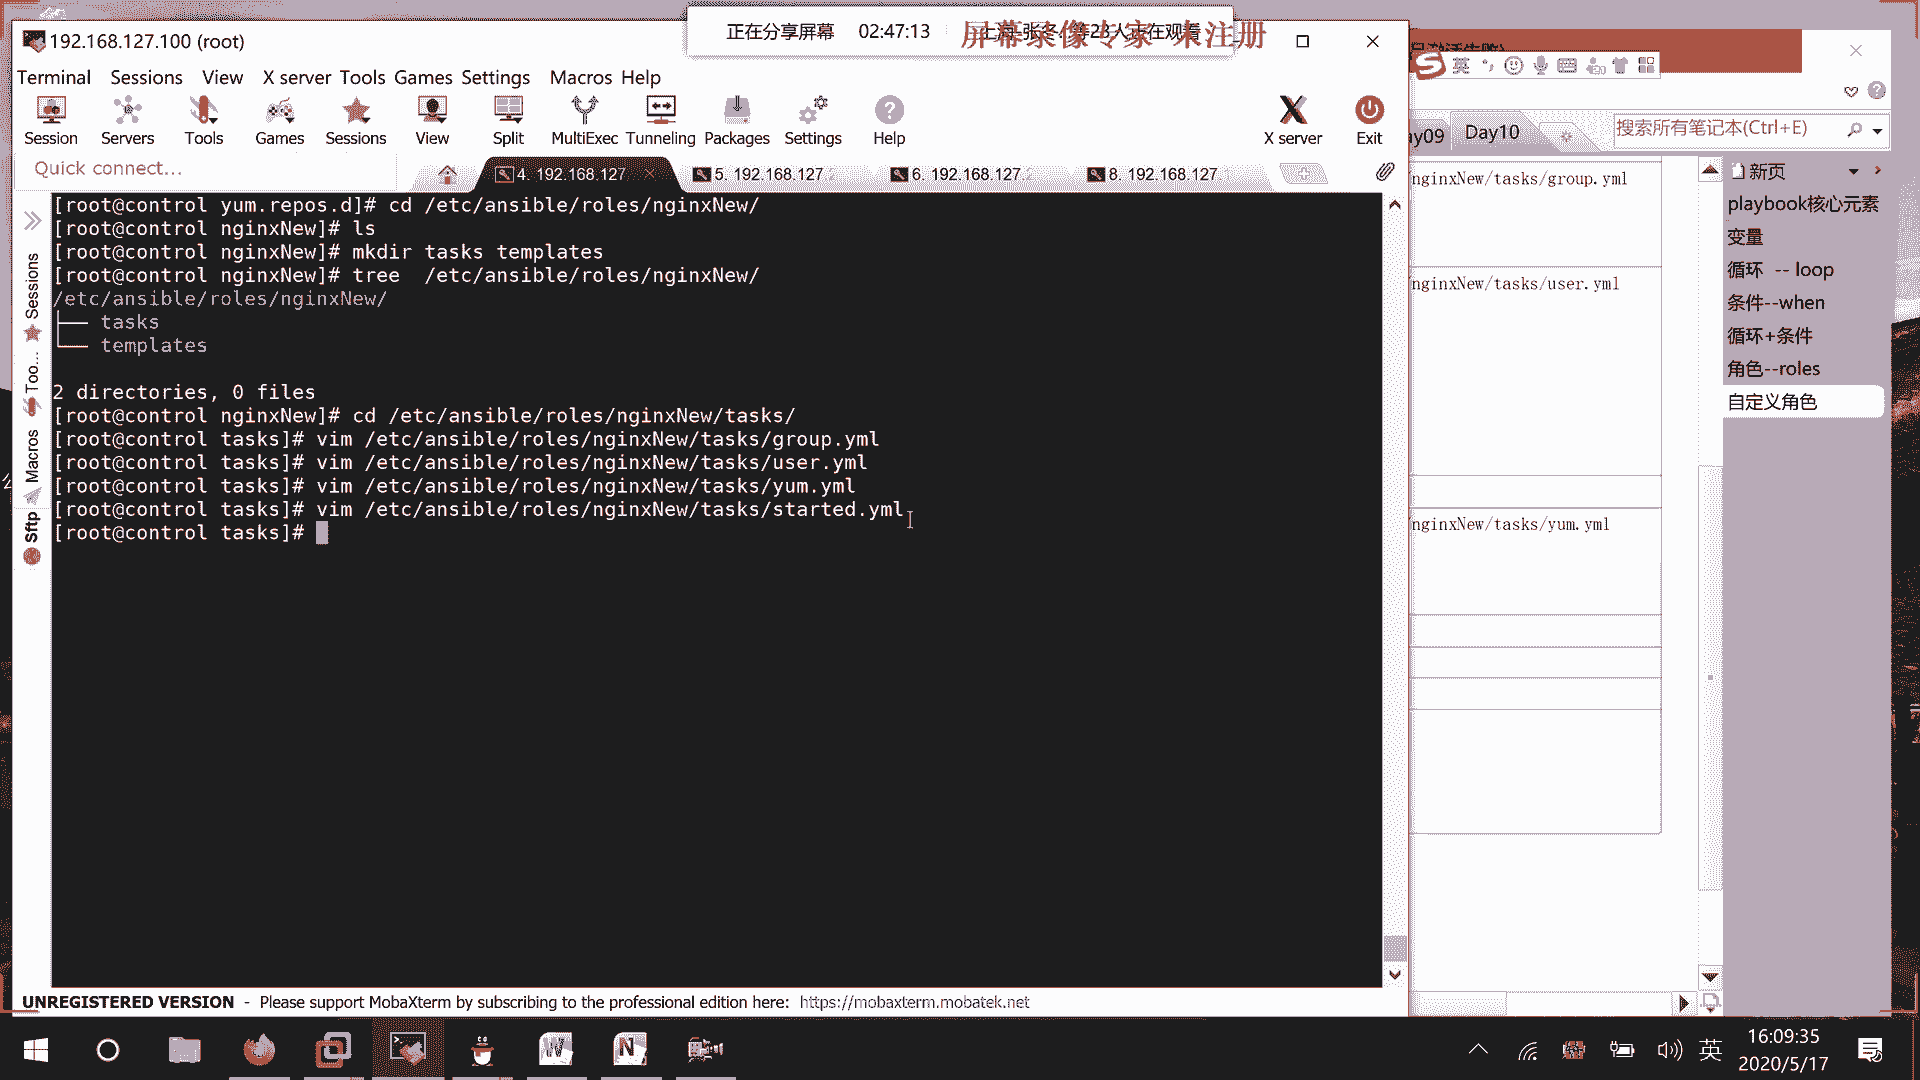 正在分享屏幕 02:47:13
屏幕录像专家 未注册
192.168.127.100 (root)
Terminal Sessions View X server Tools Games Settings Macros Help
Session Servers Tools Games Sessions View Split MultiExec Tunneling Packages Settings Help X server Exit
Quick connect...
4. 192.168.127 5. 192.168.127 6. 192.168.127 8. 192.168.127
[root@control yum.repos.d]# cd /etc/ansible/roles/nginxNew/
[root@control nginxNew]# ls
[root@control nginxNew]# mkdir tasks templates
[root@control nginxNew]# tree  /etc/ansible/roles/nginxNew/
/etc/ansible/roles/nginxNew/
├── tasks
└── templates
2 directories, 0 files
[root@control nginxNew]# cd /etc/ansible/roles/nginxNew/tasks/
[root@control tasks]# vim /etc/ansible/roles/nginxNew/tasks/group.yml
[root@control tasks]# vim /etc/ansible/roles/nginxNew/tasks/user.yml
[root@control tasks]# vim /etc/ansible/roles/nginxNew/tasks/yum.yml
[root@control tasks]# vim /etc/ansible/roles/nginxNew/tasks/started.yml
[root@control tasks]#
Sessions
Too...
Macros
Sftp
UNREGISTERED VERSION - Please support MobaXterm by subscribing to the professional edition here: https://mobaxterm.mobatek.net
英
ay09 Day10
搜索所有笔记本(Ctrl+E)
nginxNew/tasks/group.yml
nginxNew/tasks/user.yml
nginxNew/tasks/yum.yml
新页
playbook核心元素
变量
循环 -- loop
条件--when
循环+条件
角色--roles
自定义角色
英
16:09:35
2020/5/17